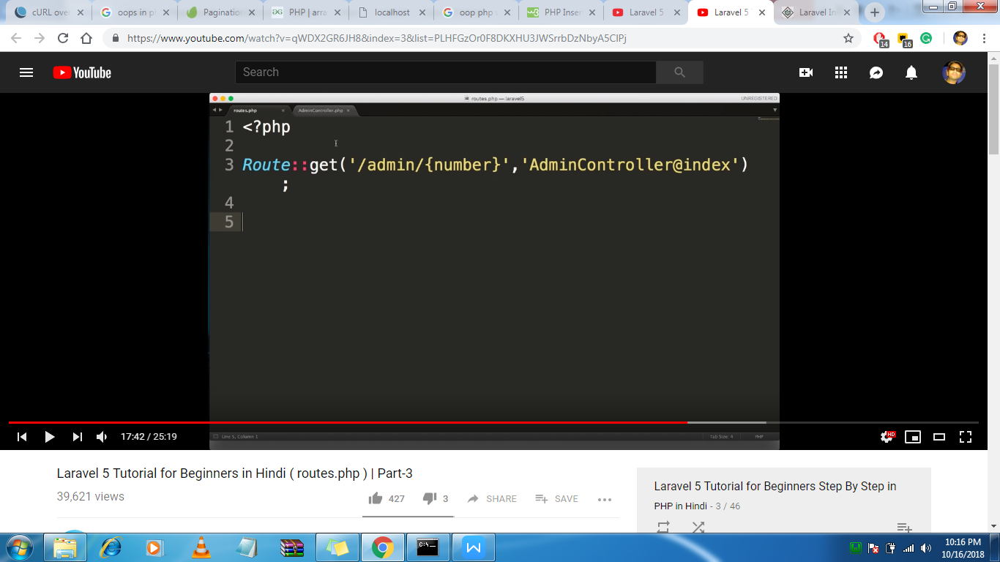 cURL over
oops in p
Pagination
PHP | arra
localhost
oop php
PHP Inser
Laravel 5
Laravel 5
Laravel In
https://www.youtube.com/watch?v=qWDX2GR6JH8&index=3&list=PLHFGzOr0F8DKXHU3JWSrrbDzNbyA5CIPj
14
16
YouTube
Search
routes.php — laravel5
UNREGISTERED
routes.php
AdminController.php
1 <?php
2
3 Route::get('/admin/{number}','AdminController@index')
;
4
5
Line 5, Column 1
Tab Size: 4
PHP
17:42 / 25:19
HD
Laravel 5 Tutorial for Beginners in Hindi ( routes.php ) | Part-3
39,621 views
427
3
SHARE
SAVE
Laravel 5 Tutorial for Beginners Step By Step in
PHP in Hindi - 3 / 46
10:16 PM
10/16/2018